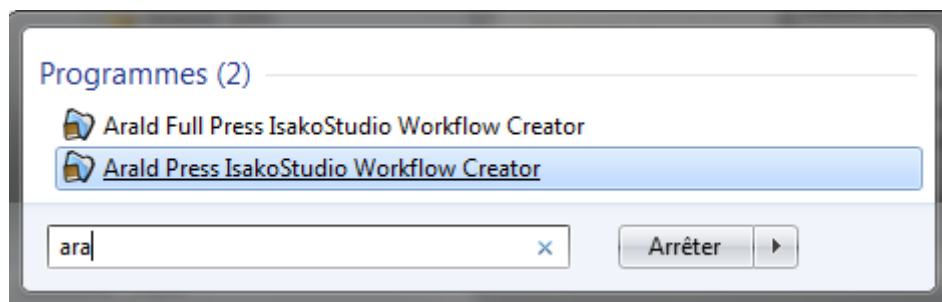 Programmes (2)
Arald Full Press IsakoStudio Workflow Creator
Arald Press IsakoStudio Workflow Creator
ara
Arrêter